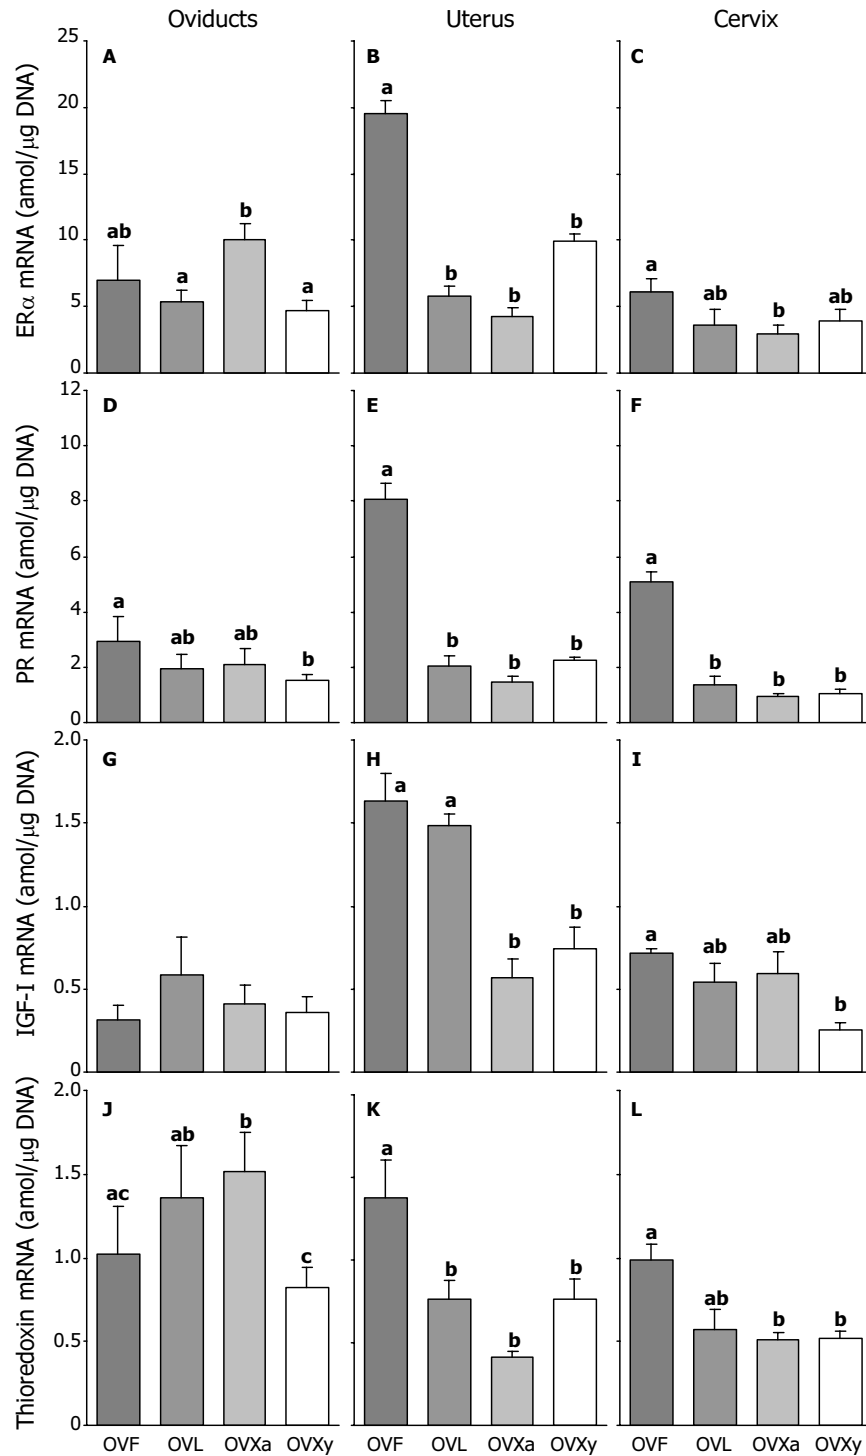 Oviducts Uterus Cervix
ERα mRNA (amol/μg DNA)
25
20
15
10
5
0
A
ab
a
b
a
B
a
b
b
b
C
a
ab
b
ab
PR mRNA (amol/μg DNA)
12
10
8
6
4
2
0
D
a
ab
ab
b
E
a
b
b
b
F
a
b
b
b
IGF-I mRNA (amol/μg DNA)
2.0
1.5
1.0
0.5
0
G
H
a
a
b
b
I
a
ab
ab
b
Thioredoxin mRNA (amol/μg DNA)
2.0
1.5
1.0
0.5
0
J
ac
ab
b
c
K
a
b
b
b
L
a
ab
b
b
OVF OVL OVXa OVXy OVF OVL OVXa OVXy OVF OVL OVXa OVXy